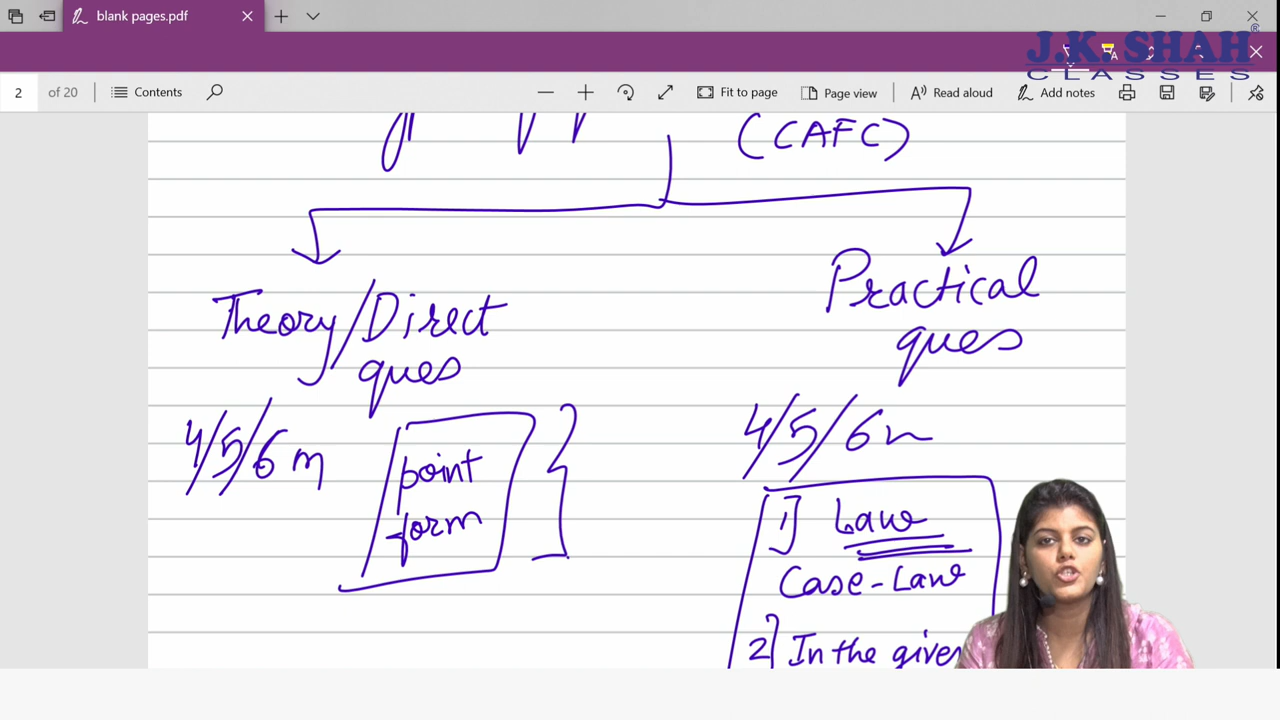 blank pages.pdf
J.K. SHAH®
CLASSES
2 of 20 Contents Fit to page Page view Read aloud Add notes
(CAFC)
Theory/Direct
ques
Practical
ques
4/5/6 m
point
form
4/5/6 m
1] Law
Case-Law
2] In the given